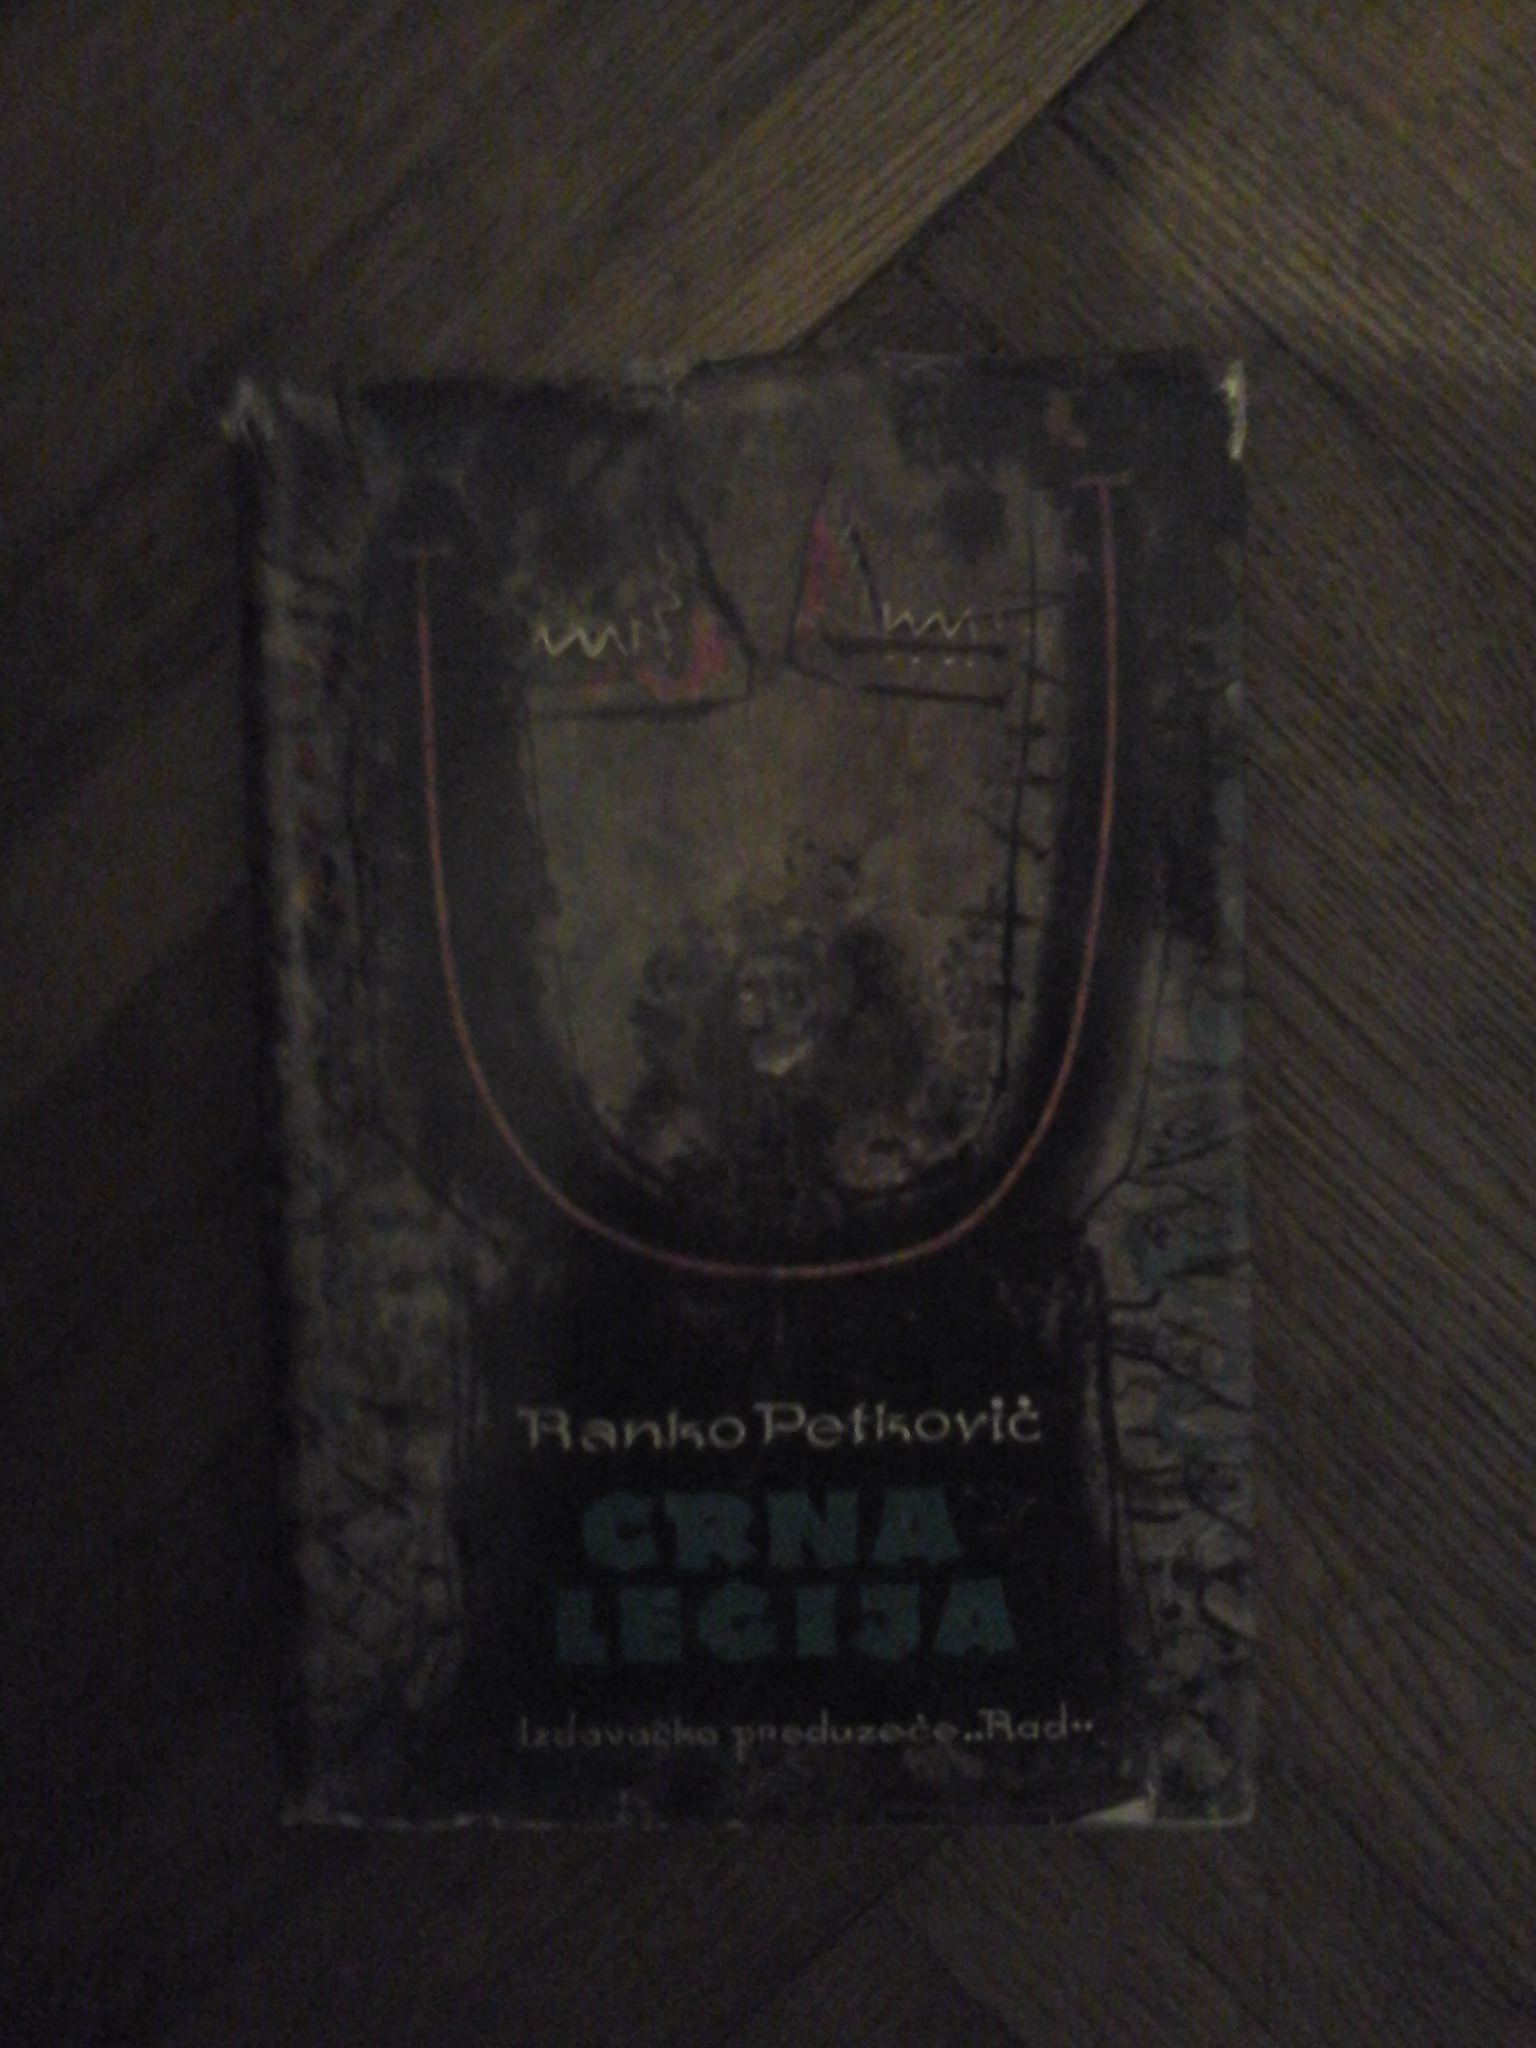 Ranko Petković
CRNA
LEGIJA
Izdavačko preduzeće „Rad”